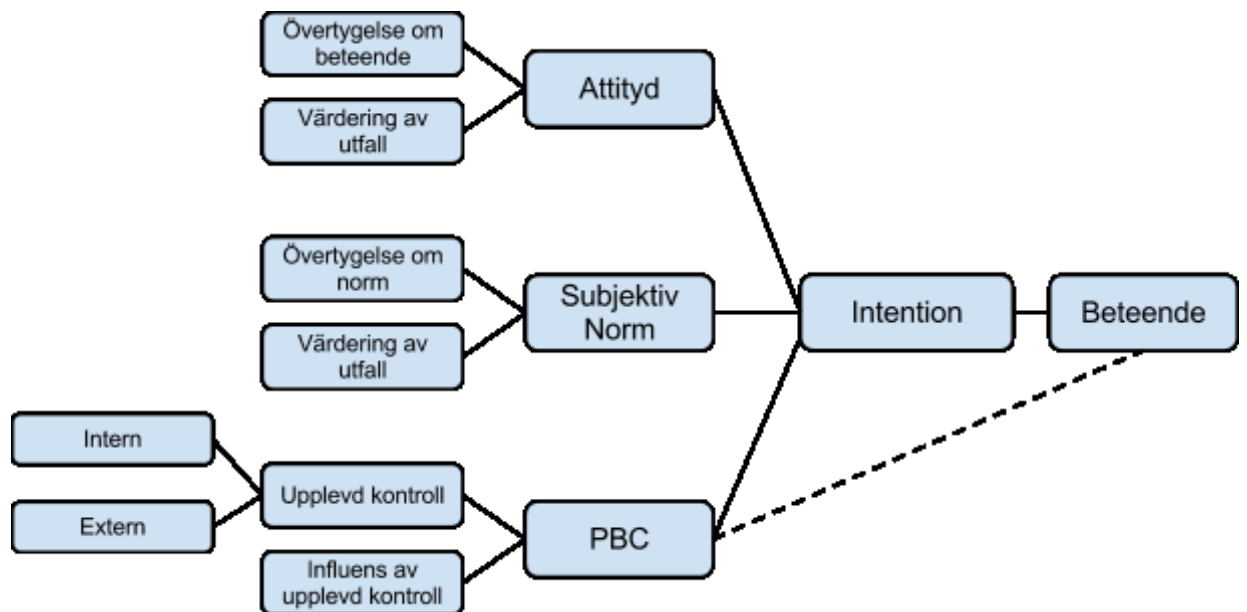 Övertygelse om
beteende
Värdering av
utfall
Attityd
Övertygelse om
norm
Värdering av
utfall
Subjektiv
Norm
Intention
Beteende
Intern
Extern
Upplevd kontroll
Influens av
upplevd kontroll
PBC